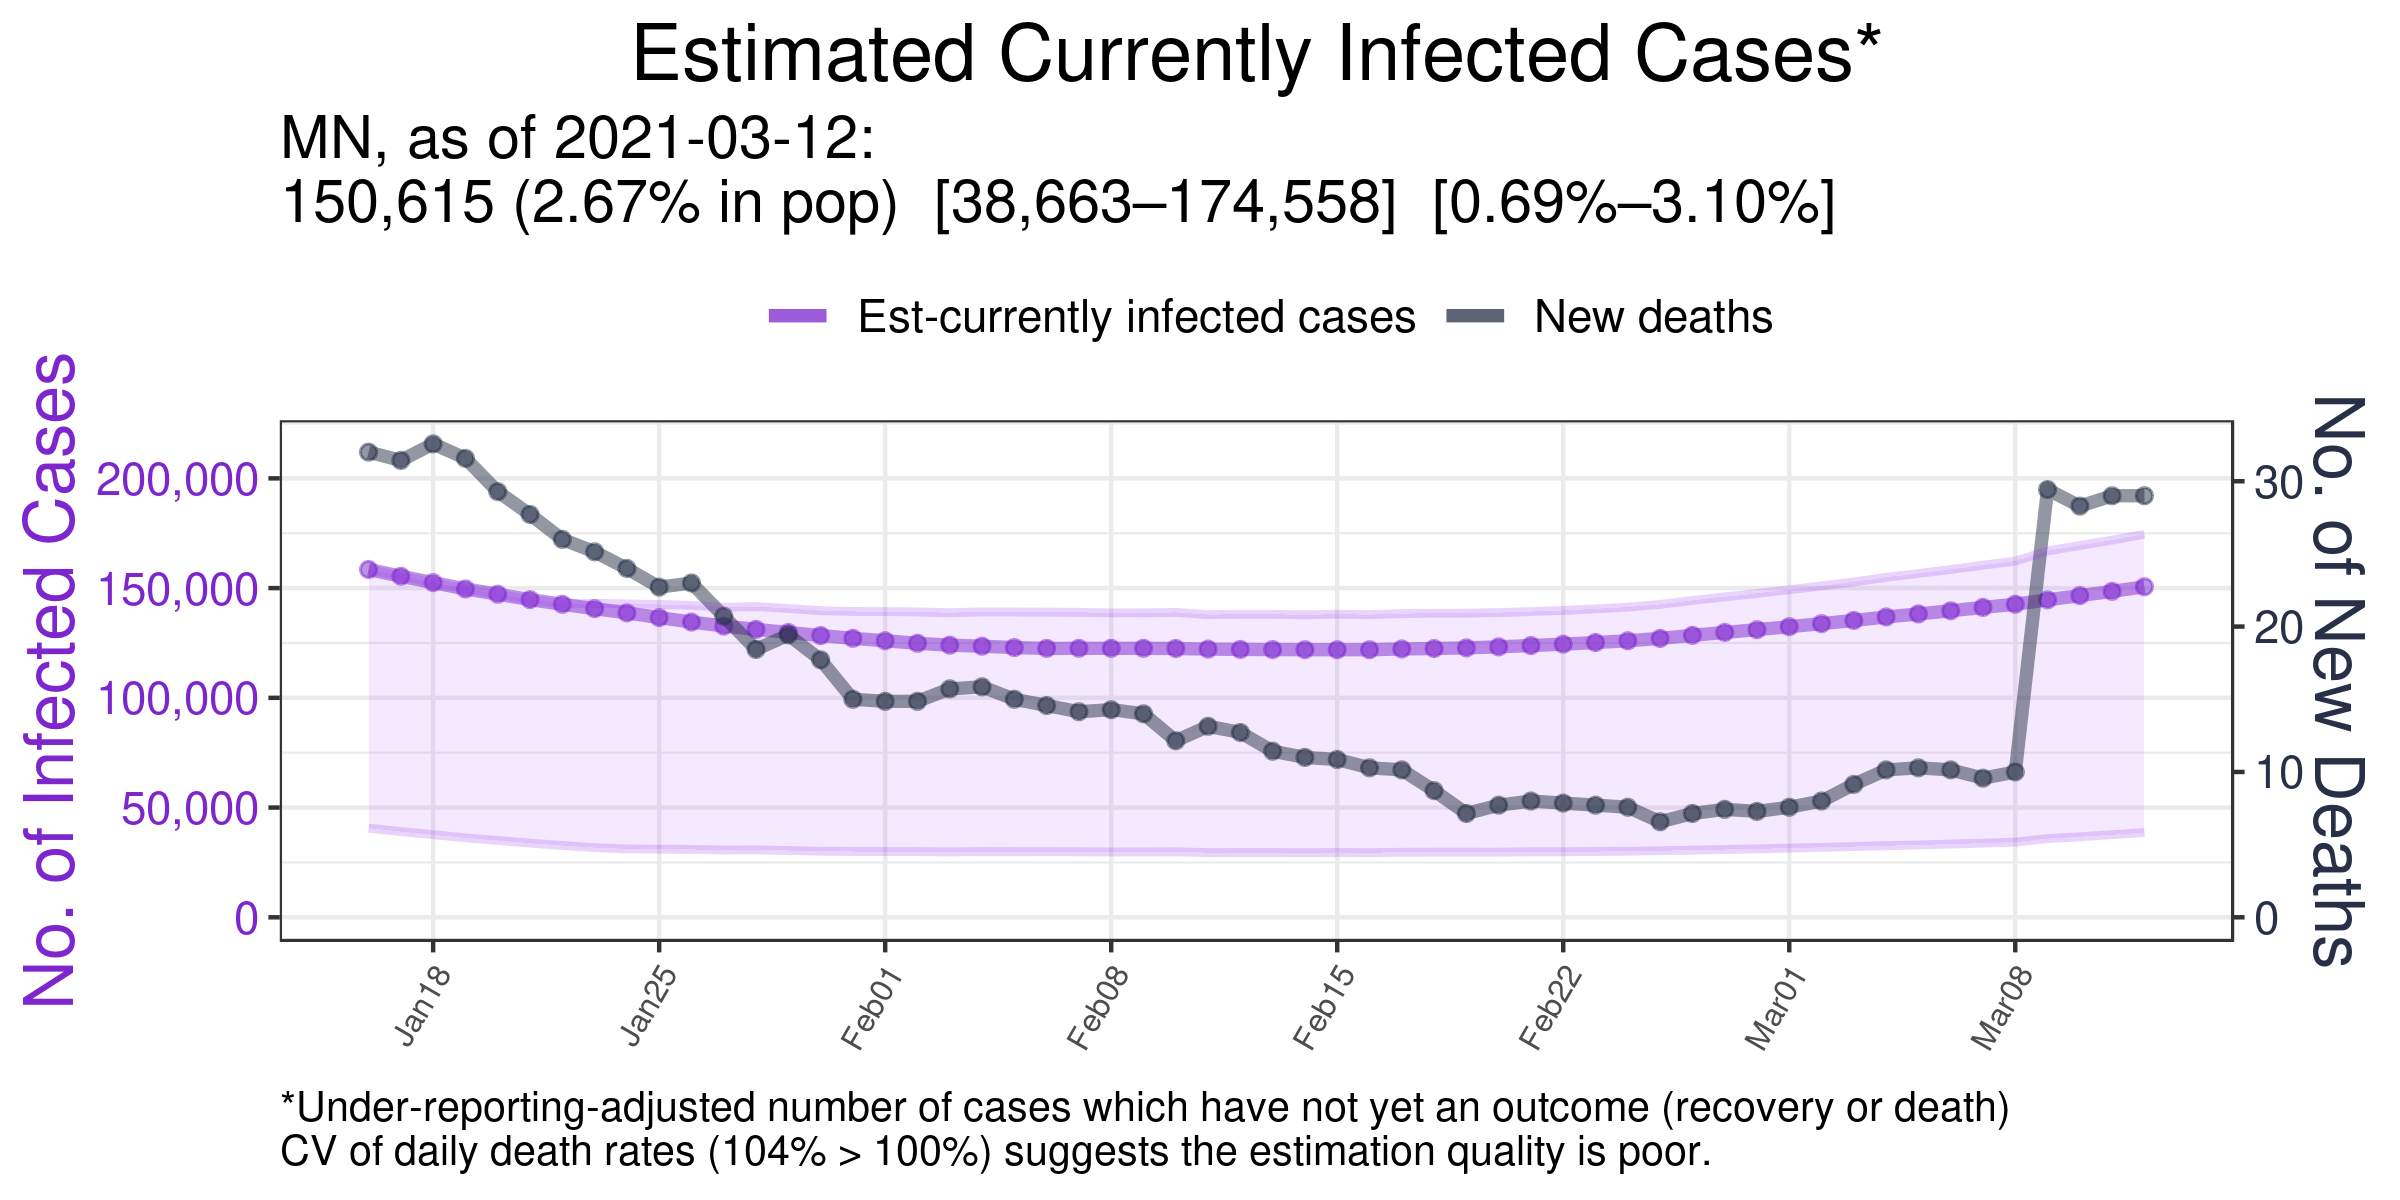 Estimated Currently Infected Cases*
MN, as of 2021-03-12:
150,615 (2.67% in pop)  [38,663–174,558]  [0.69%–3.10%]
Est-currently infected cases
New deaths
No. of Infected Cases
200,000
150,000
100,000
50,000
0
30
20
10
0
No. of New Deaths
Jan18
Jan25
Feb01
Feb08
Feb15
Feb22
Mar01
Mar08
*Under-reporting-adjusted number of cases which have not yet an outcome (recovery or death)
CV of daily death rates (104% > 100%) suggests the estimation quality is poor.